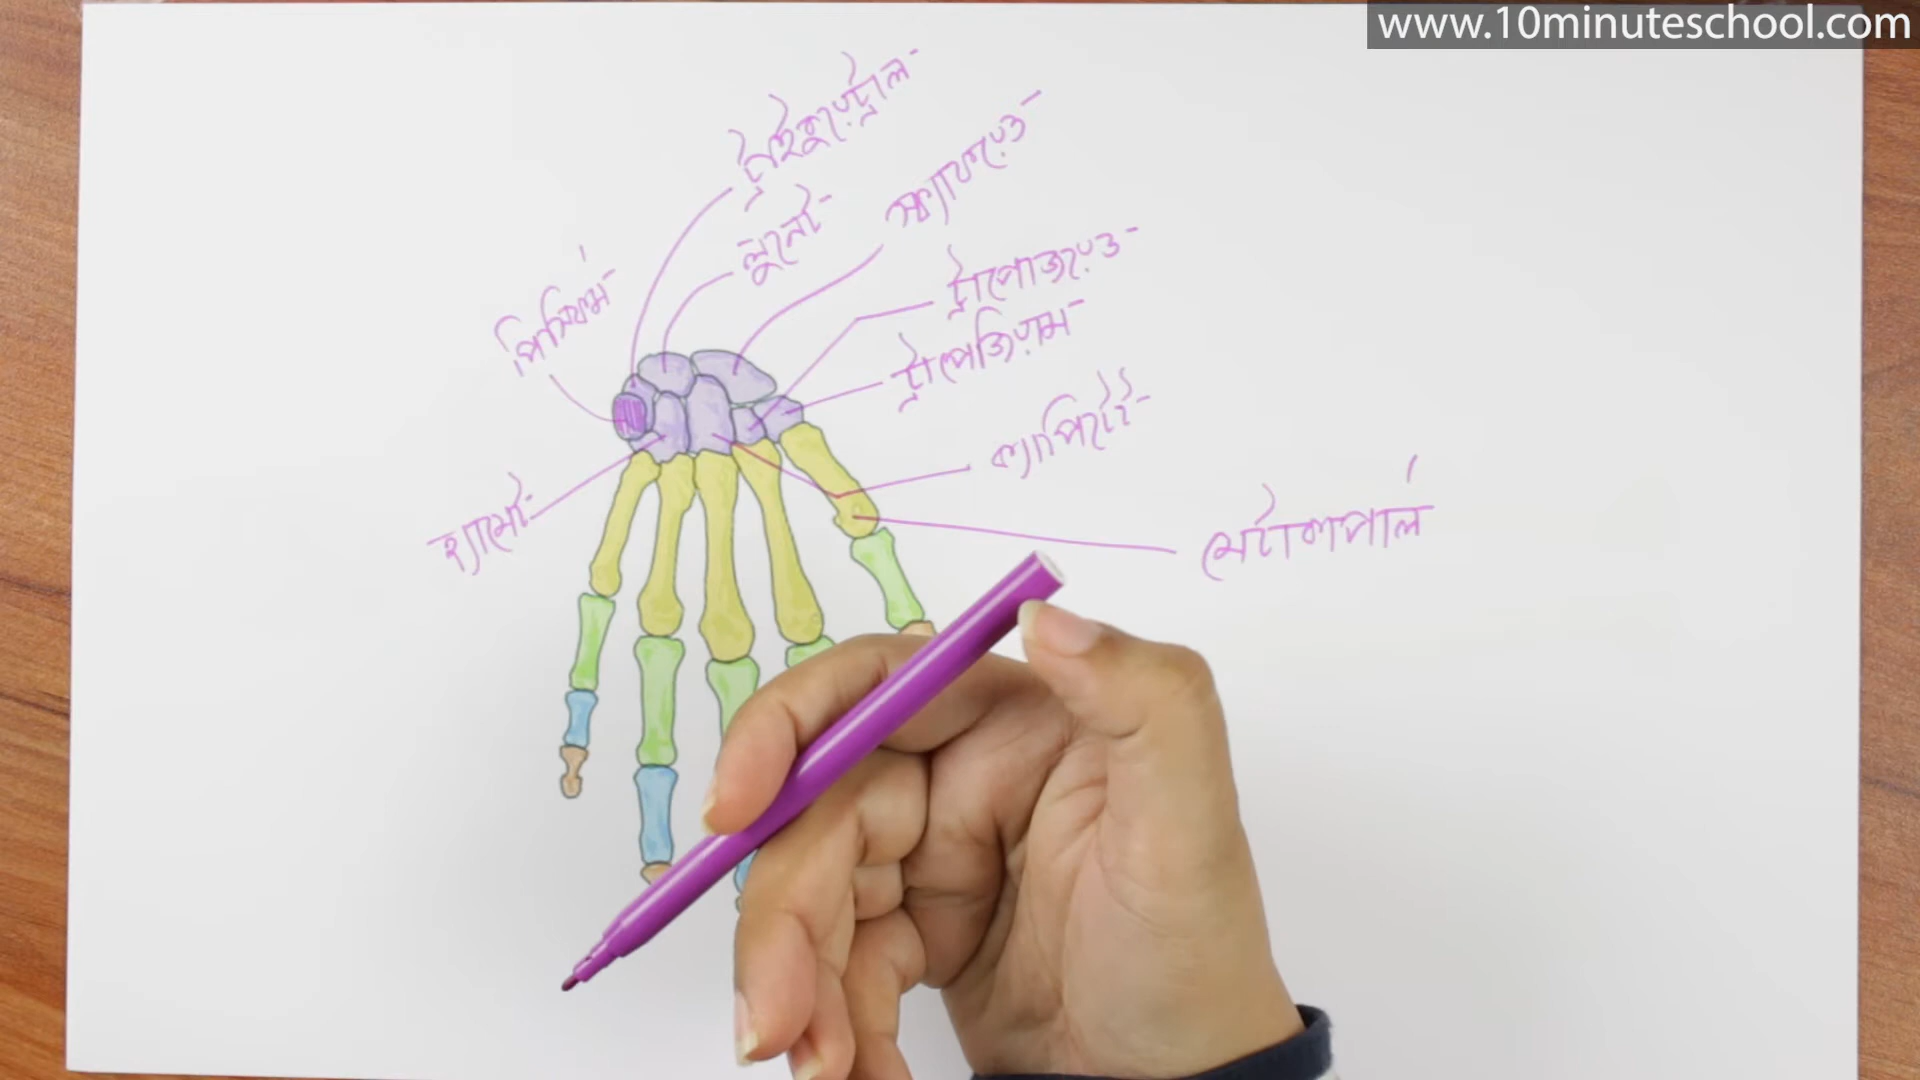 www.10minuteschool.com
ট্রাইকুয়েট্রাল
স্ক্যাফয়েড
লুনেট
ট্রাপোজয়েড
পিসিফর্ম
ট্রাপেজিয়াম
ক্যাপিটেট
হ্যামেট
মেটাকার্পাল